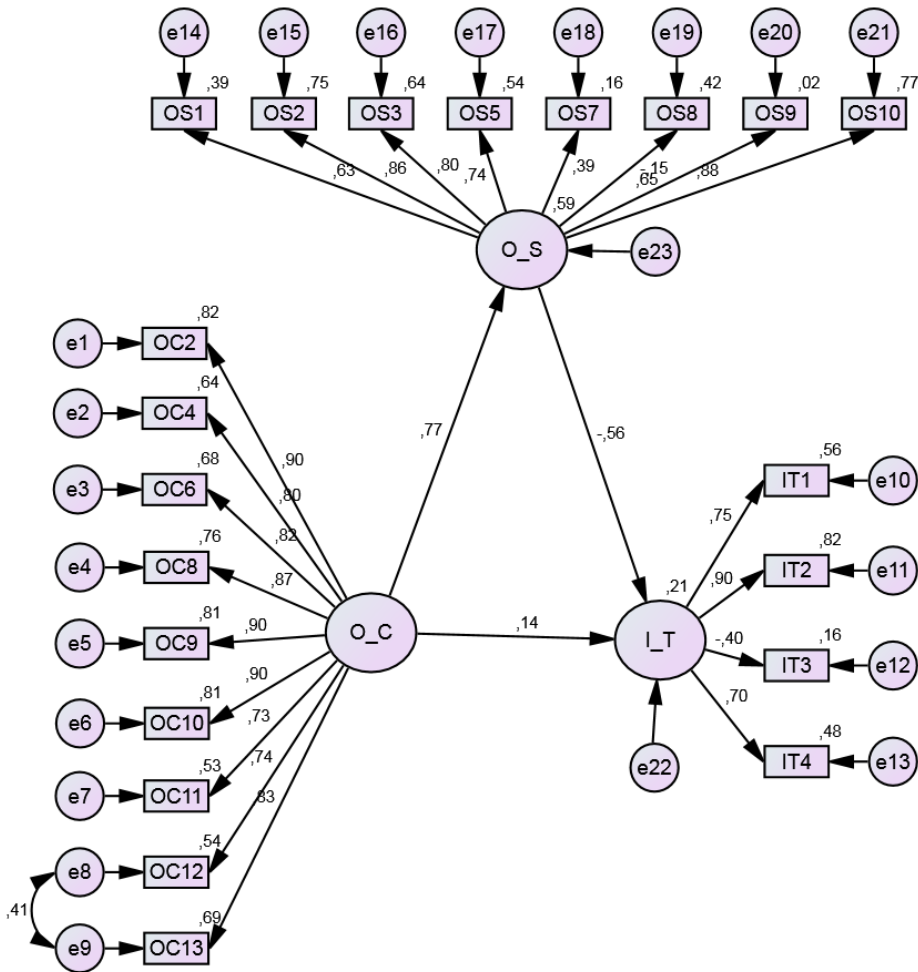 e14 e15 e16 e17 e18 e19 e20 e21
,39 ,75 ,64 ,54 ,16 ,42 ,02 ,77
OS1 OS2 OS3 OS5 OS7 OS8 OS9 OS10
,63 ,86 ,80 ,74 ,39 ,65 -,15 ,88
,59
O_S
e23
,82
e1 OC2
,64
e2 OC4
,77 -,56
,68
e3 OC6
,90
,80
,82
,56
IT1 e10
,75
,76
e4 OC8
,87
,82
,90 IT2 e11
,81
e5 OC9
,90
O_C
,14
,21
I_T
-,40
,16
IT3 e12
,81
e6 OC10
,90
,73
,74
,83
,70
,48
IT4 e13
e22
,53
e7 OC11
,54
e8 OC12
,41
,69
e9 OC13